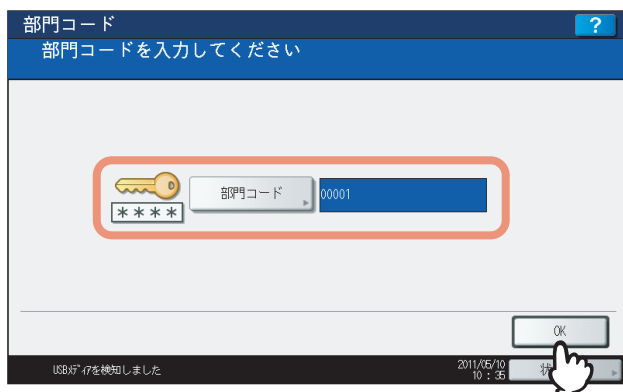 部門コード
?
部門コードを入力してください
部門コード
00001
****
OK
USBﾒﾃﾞｨｱを検知しました
2011/05/10
10 : 35
状